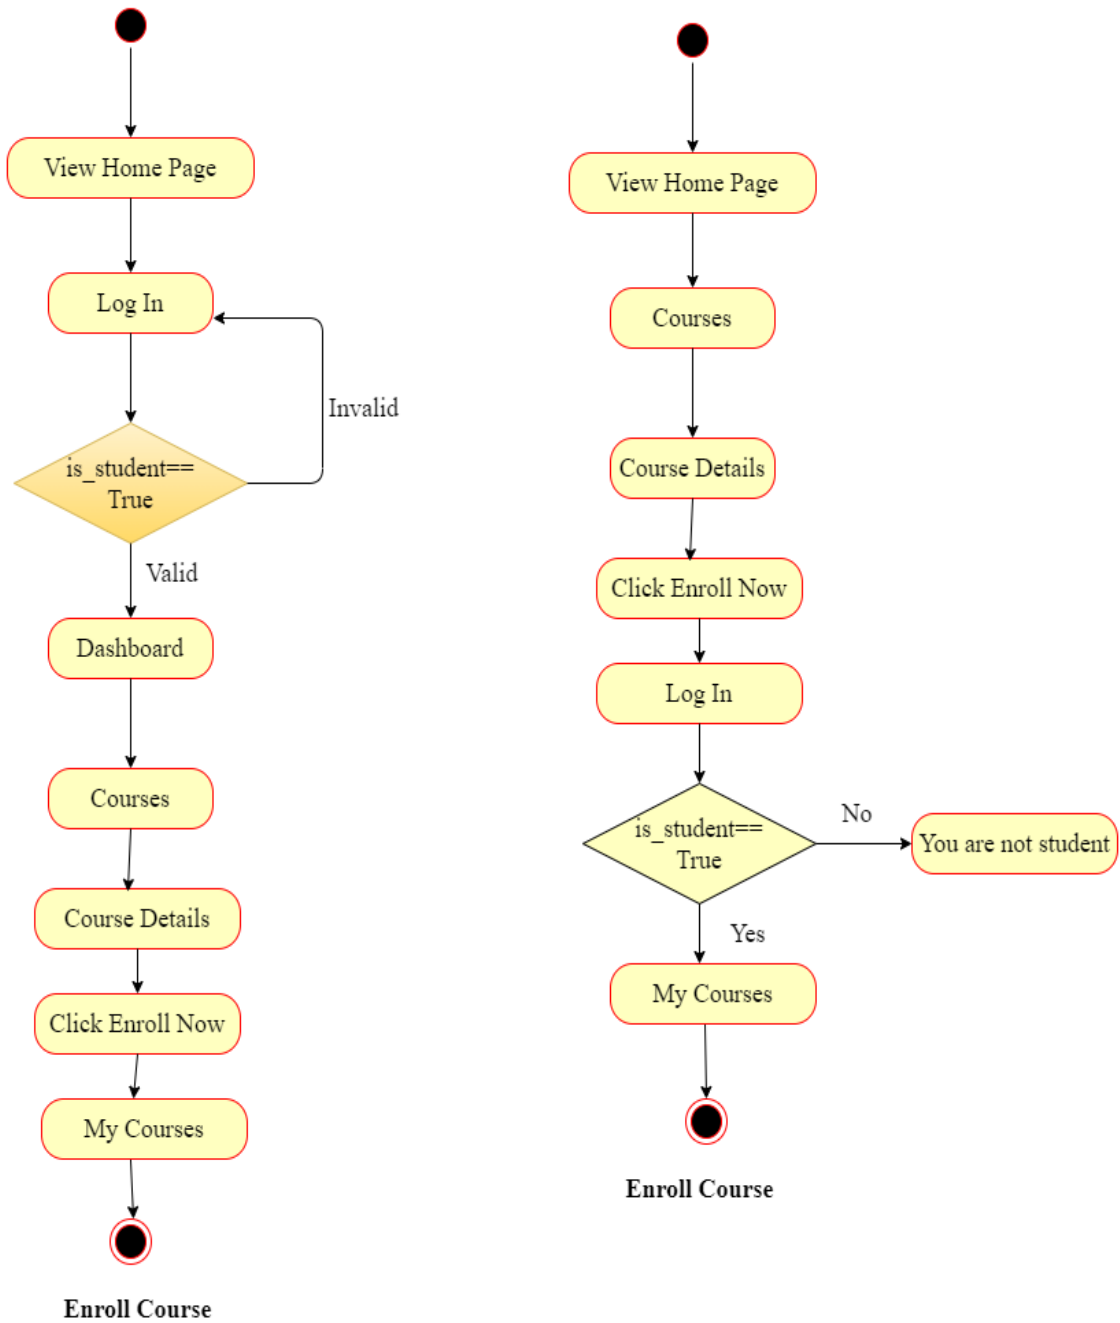 View Home Page
Log In
Invalid
is_student==
True
Valid
Dashboard
Courses
Course Details
Click Enroll Now
My Courses
Enroll Course
View Home Page
Courses
Course Details
Click Enroll Now
Log In
is_student==
True
No
You are not student
Yes
My Courses
Enroll Course